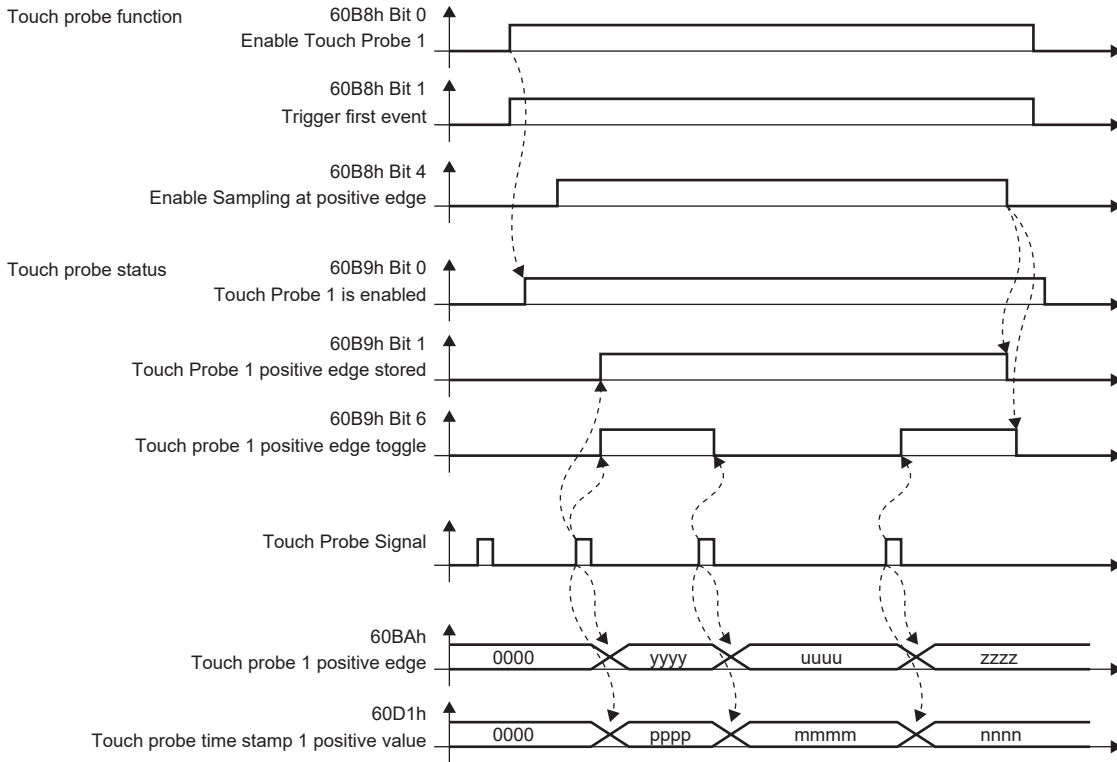 Touch probe function
60B8h Bit 0
Enable Touch Probe 1
60B8h Bit 1
Trigger first event
60B8h Bit 4
Enable Sampling at positive edge
Touch probe status
60B9h Bit 0
Touch Probe 1 is enabled
60B9h Bit 1
Touch Probe 1 positive edge stored
60B9h Bit 6
Touch probe 1 positive edge toggle
Touch Probe Signal
60BAh
Touch probe 1 positive edge
0000 yyyy uuuu zzzz
60D1h
Touch probe time stamp 1 positive value
0000 pppp mmmm nnnn